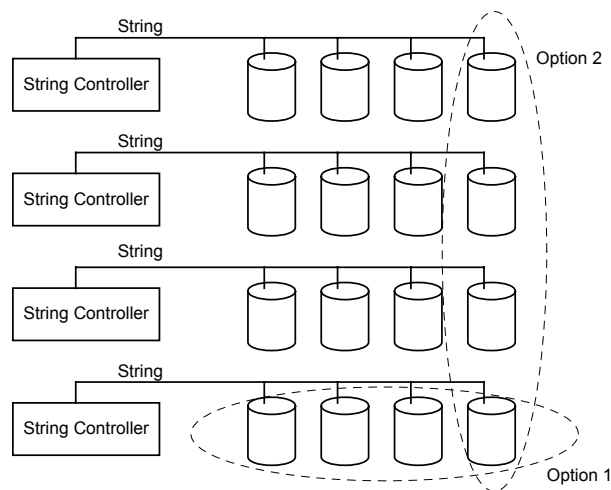 String
String Controller
Option 2
String
String Controller
String
String Controller
String
String Controller
Option 1